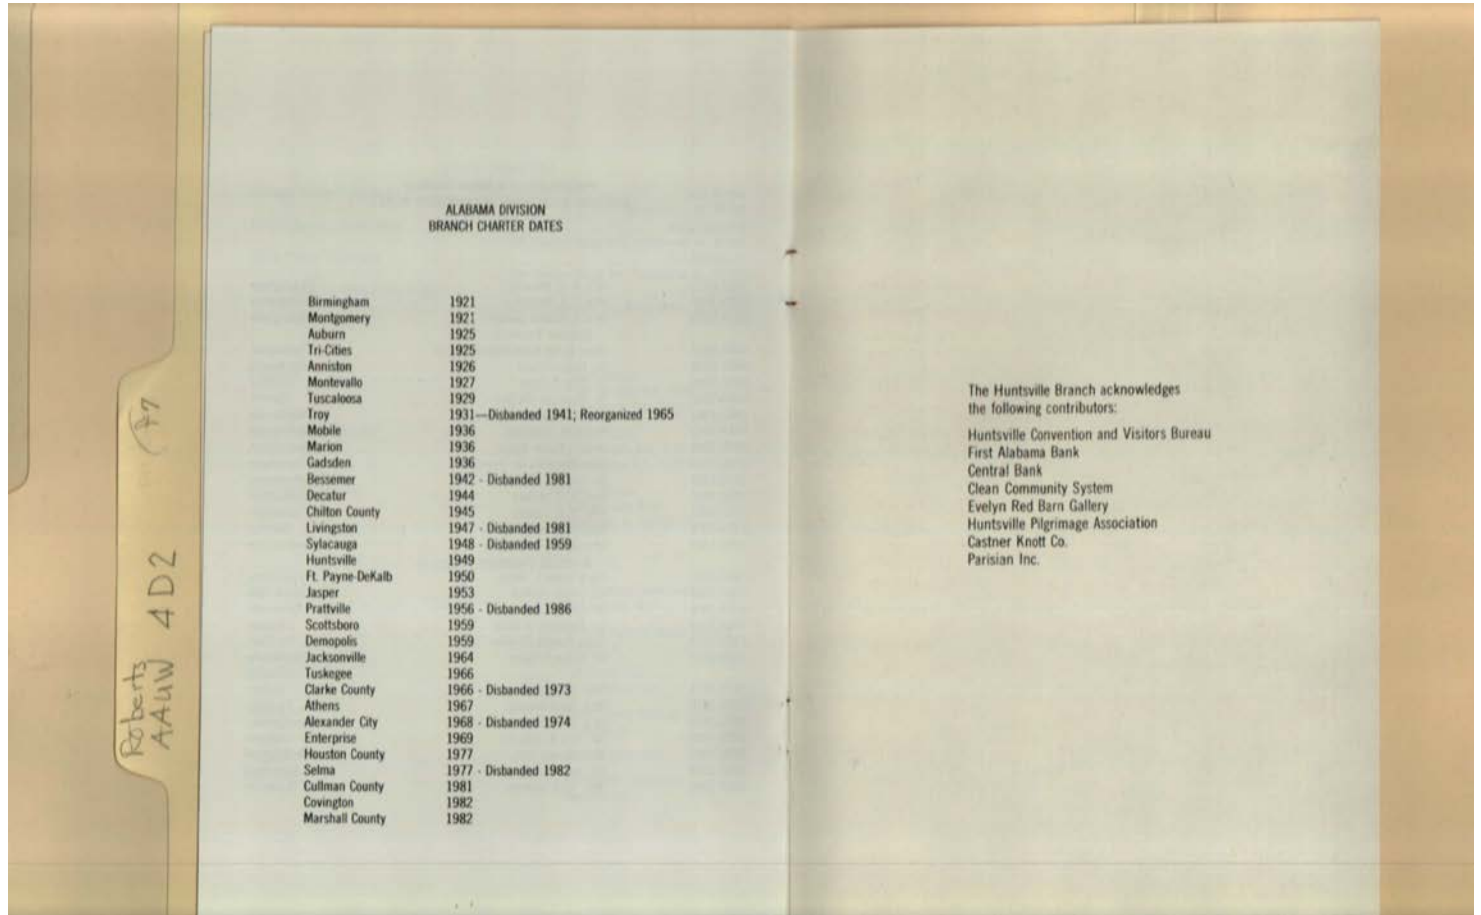 ALABAMA DIVISION
BRANCH CHARTER DATES
Birmingham 1921
Montgomery 1921
Auburn 1925
Tri-Cities 1925
Anniston 1926
Montevallo 1927
Tuscaloosa 1929
Troy 1931—Disbanded 1941; Reorganized 1965
Mobile 1936
Marion 1936
Gadsden 1936
Bessemer 1942 - Disbanded 1981
Decatur 1944
Chilton County 1945
Livingston 1947 - Disbanded 1981
Sylacauga 1948 - Disbanded 1959
Huntsville 1949
Ft. Payne-DeKalb 1950
Jasper 1953
Prattville 1956 - Disbanded 1986
Scottsboro 1959
Demopolis 1959
Jacksonville 1964
Tuskegee 1966
Clarke County 1966 - Disbanded 1973
Athens 1967
Alexander City 1968 - Disbanded 1974
Enterprise 1969
Houston County 1977
Selma 1977 - Disbanded 1982
Cullman County 1981
Covington 1982
Marshall County 1982
The Huntsville Branch acknowledges
the following contributors:
Huntsville Convention and Visitors Bureau
First Alabama Bank
Central Bank
Clean Community System
Evelyn Red Barn Gallery
Huntsville Pilgrimage Association
Castner Knott Co.
Parisian Inc.
Roberts
AAUW 4D2